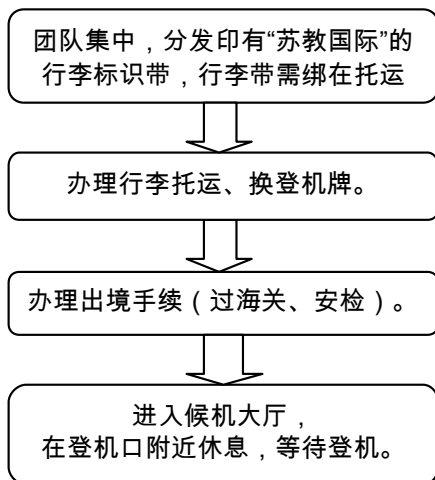 团队集中，分发印有“苏教国际”的
行李标识带，行李带需绑在托运
办理行李托运、换登机牌。
办理出境手续（过海关、安检）。
进入候机大厅，
在登机口附近休息，等待登机。